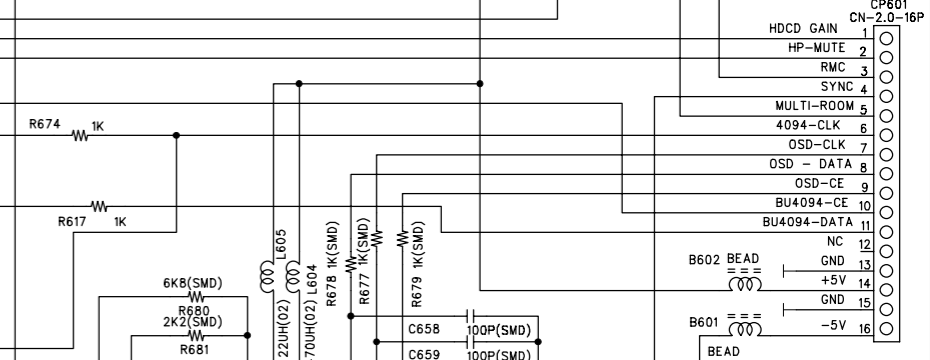 CP601
CN-2.0-16P
HDCD GAIN 1
HP-MUTE 2
RMC 3
SYNC 4
MULTI-ROOM 5
4094-CLK 6
OSD-CLK 7
OSD - DATA 8
OSD-CE 9
BU4094-CE 10
BU4094-DATA 11
NC 12
GND 13
+5V 14
GND 15
-5V 16
R674 1K
R617 1K
B602 BEAD
B601
BEAD
L605
22UH(02)
L604
70UH(02)
R678 1K(SMD)
R677 1K(SMD)
R679 1K(SMD)
6K8(SMD)
R680
2K2(SMD)
R681
C658 100P(SMD)
C659 100P(SMD)